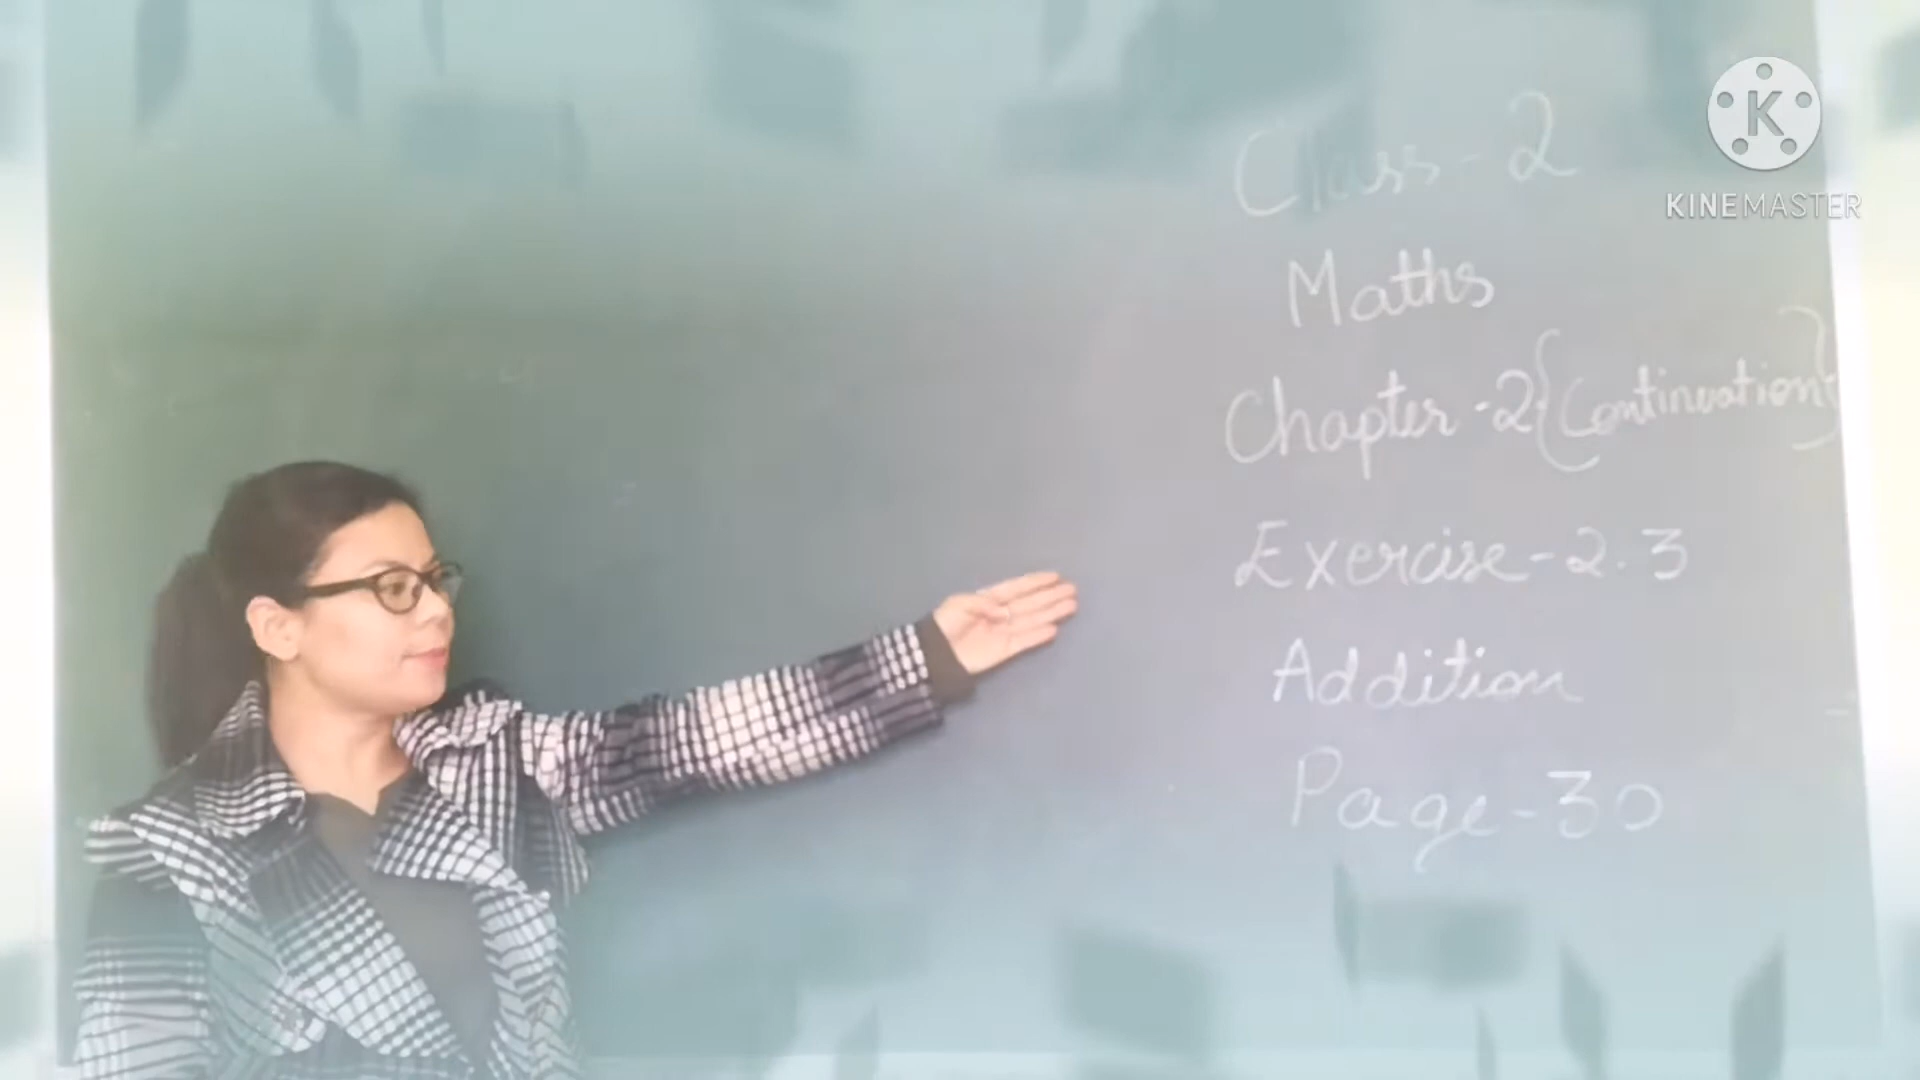 Class - 2
Maths
Chapter - 2 {Continuation}
Exercise - 2.3
Addition
Page - 30
K
KINEMASTER